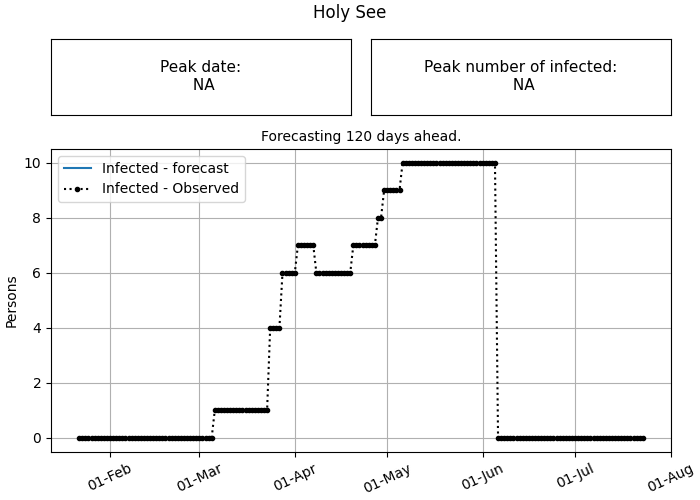 Holy See
Peak date:
NA
Peak number of infected:
NA
Forecasting 120 days ahead.
Infected - forecast
Infected - Observed
Persons
10
8
6
4
2
0
01-Feb
01-Mar
01-Apr
01-May
01-Jun
01-Jul
01-Aug